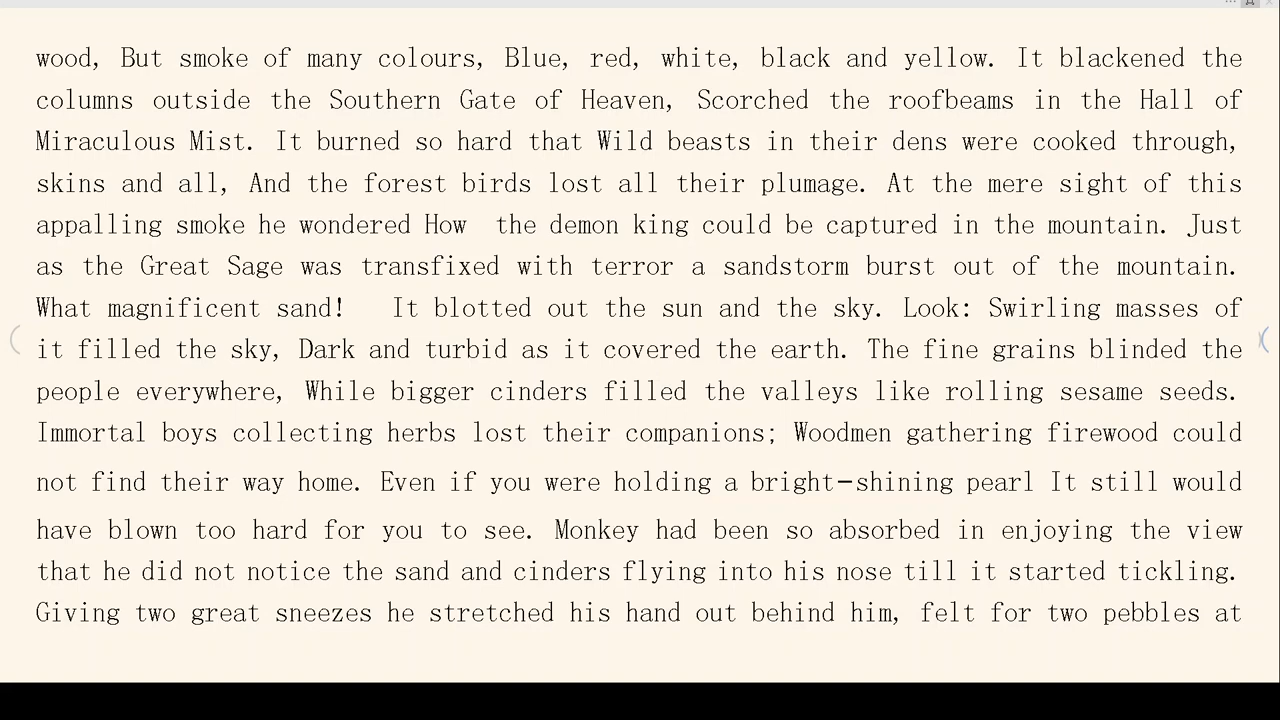 wood, But smoke of many colours, Blue, red, white, black and yellow. It blackened the
columns outside the Southern Gate of Heaven, Scorched the roofbeams in the Hall of
Miraculous Mist. It burned so hard that Wild beasts in their dens were cooked through,
skins and all, And the forest birds lost all their plumage. At the mere sight of this
appalling smoke he wondered How the demon king could be captured in the mountain. Just
as the Great Sage was transfixed with terror a sandstorm burst out of the mountain.
What magnificent sand! It blotted out the sun and the sky. Look: Swirling masses of
it filled the sky, Dark and turbid as it covered the earth. The fine grains blinded the
people everywhere, While bigger cinders filled the valleys like rolling sesame seeds.
Immortal boys collecting herbs lost their companions; Woodmen gathering firewood could
not find their way home. Even if you were holding a bright-shining pearl It still would
have blown too hard for you to see. Monkey had been so absorbed in enjoying the view
that he did not notice the sand and cinders flying into his nose till it started tickling.
Giving two great sneezes he stretched his hand out behind him, felt for two pebbles at